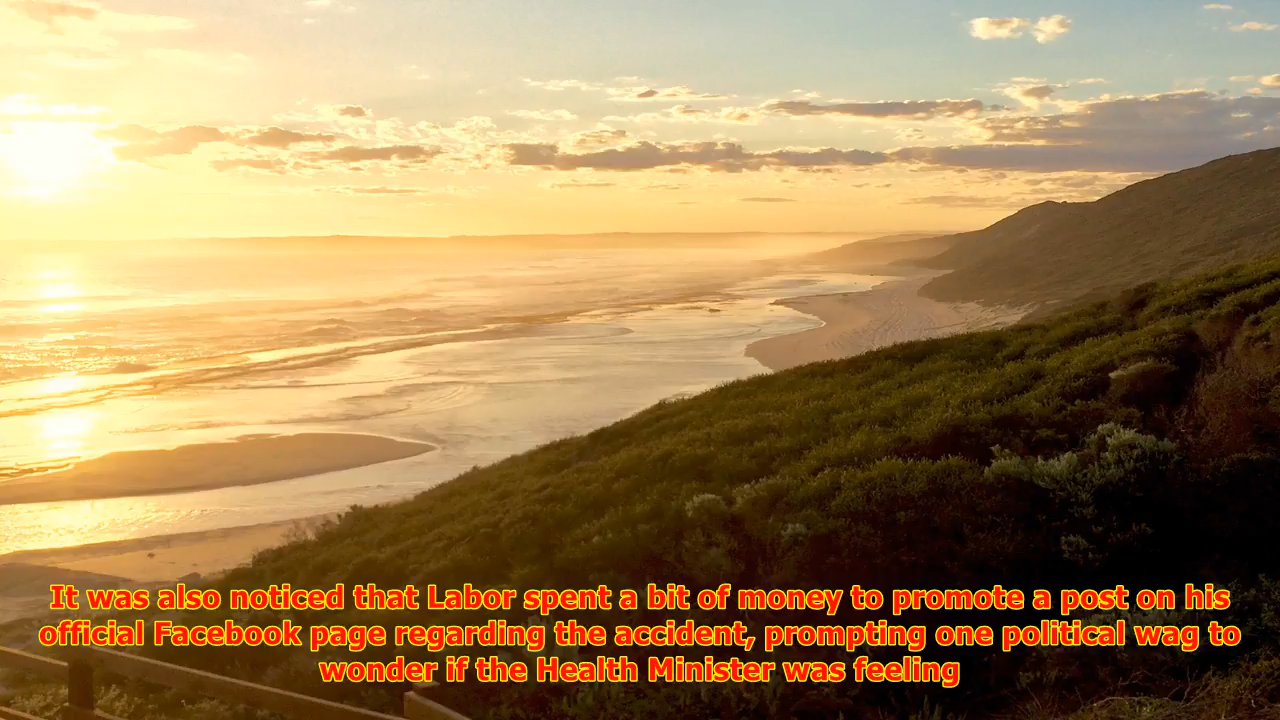 It was also noticed that Labor spent a bit of money to promote a post on his
official Facebook page regarding the accident, prompting one political wag to
wonder if the Health Minister was feeling